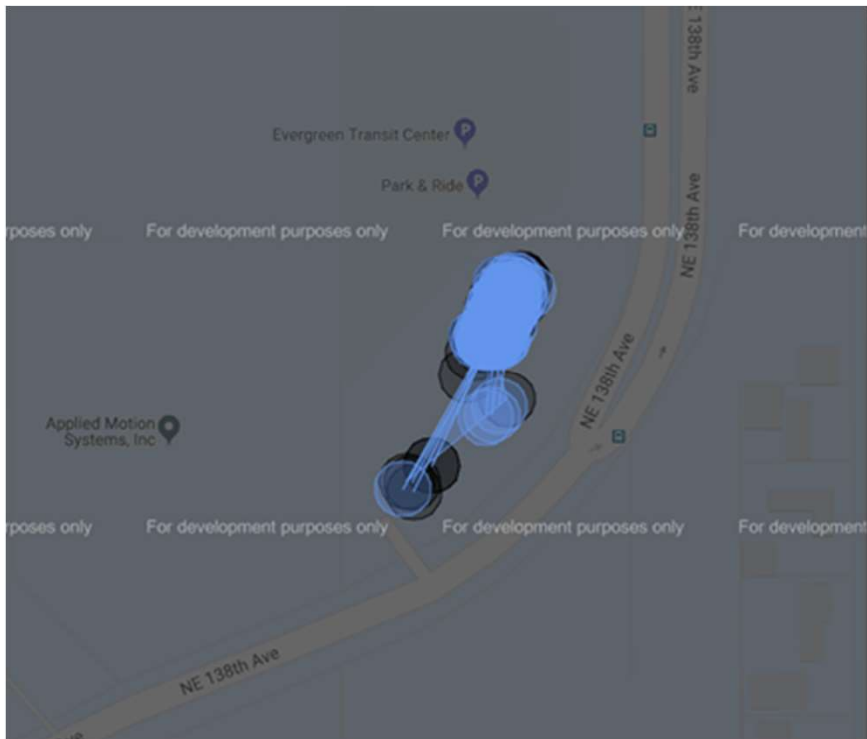 NE 138th Ave
Evergreen Transit Center
Park & Ride
rposes only
For development purposes only
For development purposes only
For development
NE 138th Ave
NE 138th Ave
Applied Motion
Systems, Inc
rposes only
For development purposes only
For development purposes only
For development
NE 138th Ave